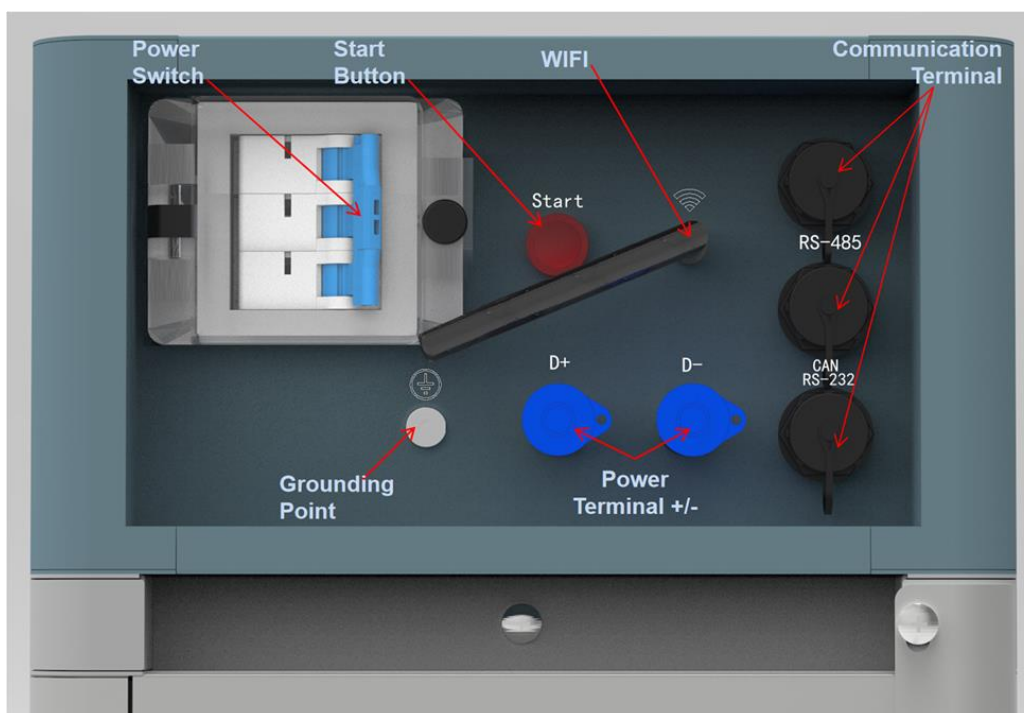 Power
Switch
Start
Button
WIFI
Communication
Terminal
Start
RS-485
D+
D-
CAN
RS-232
Grounding
Point
Power
Terminal +/-